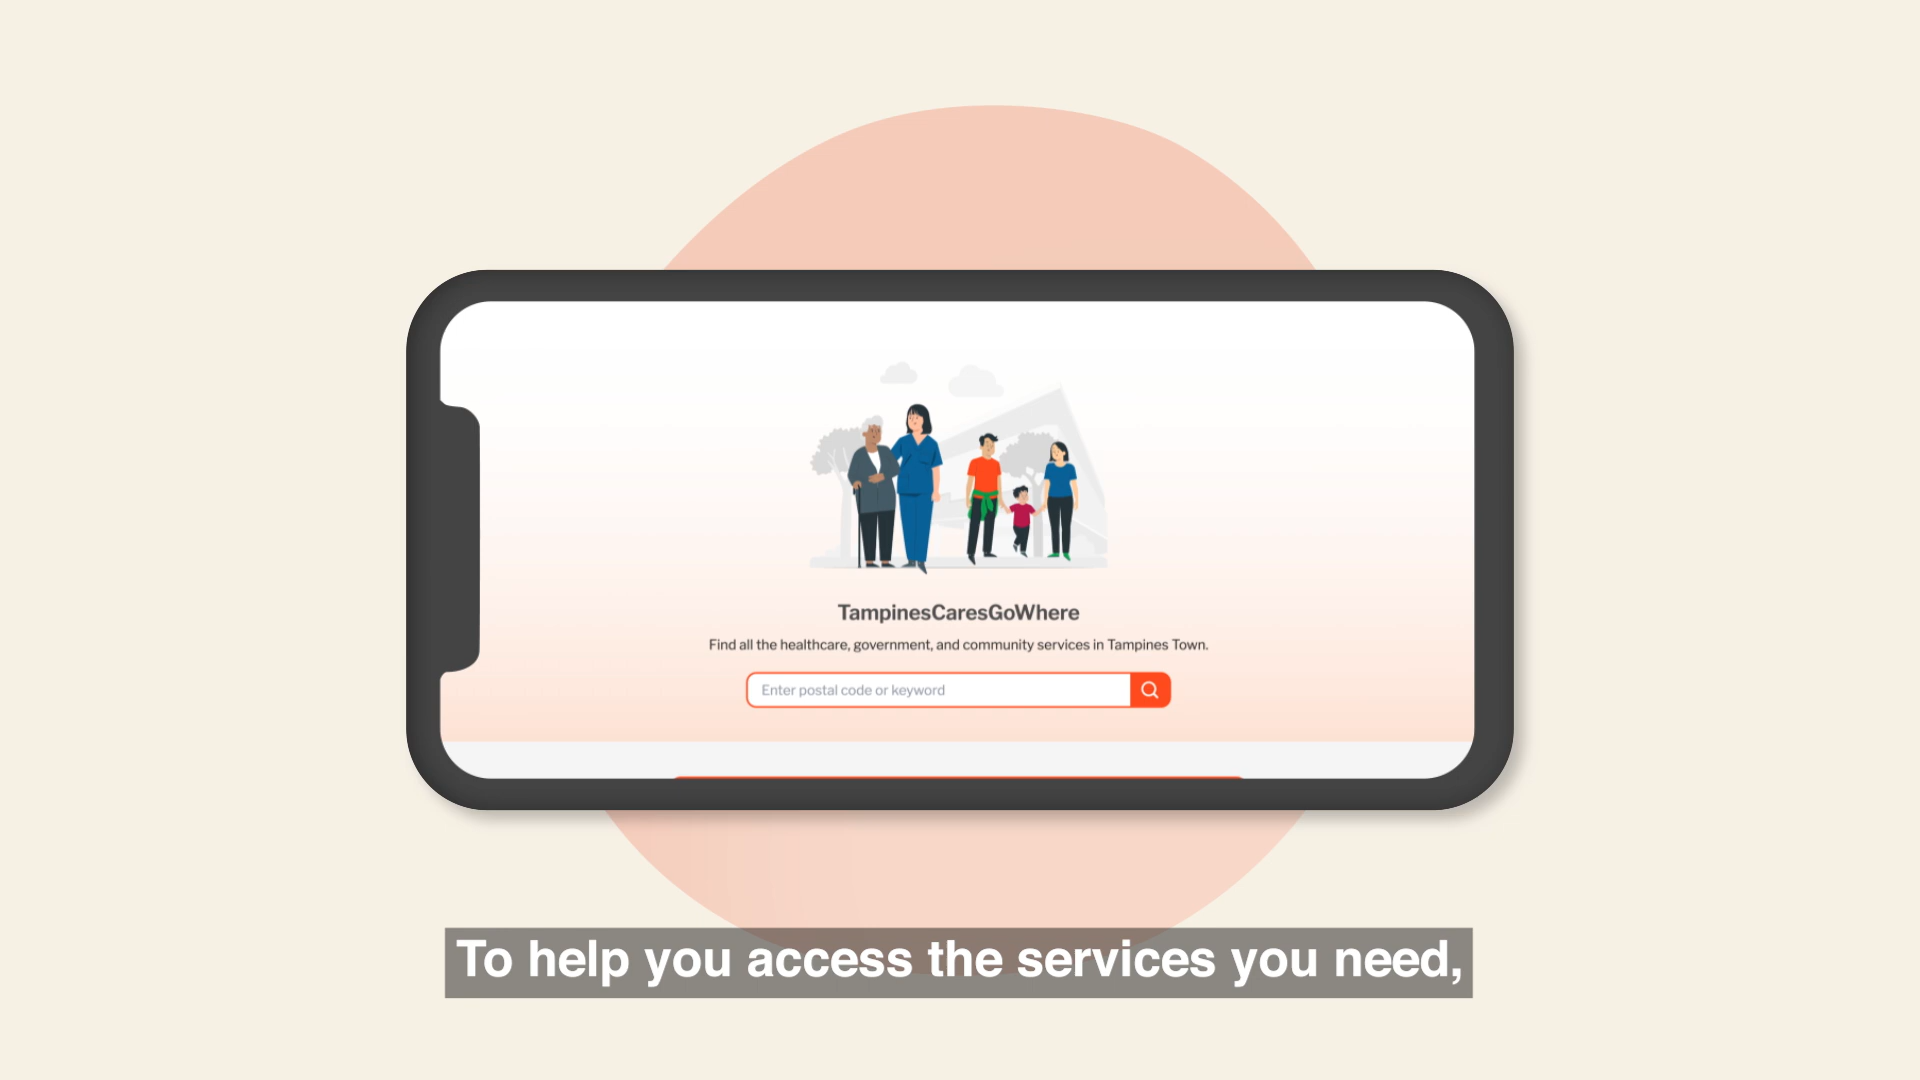 TampinesCaresGoWhere
Find all the healthcare, government, and community services in Tampines Town.
Enter postal code or keyword
To help you access the services you need,